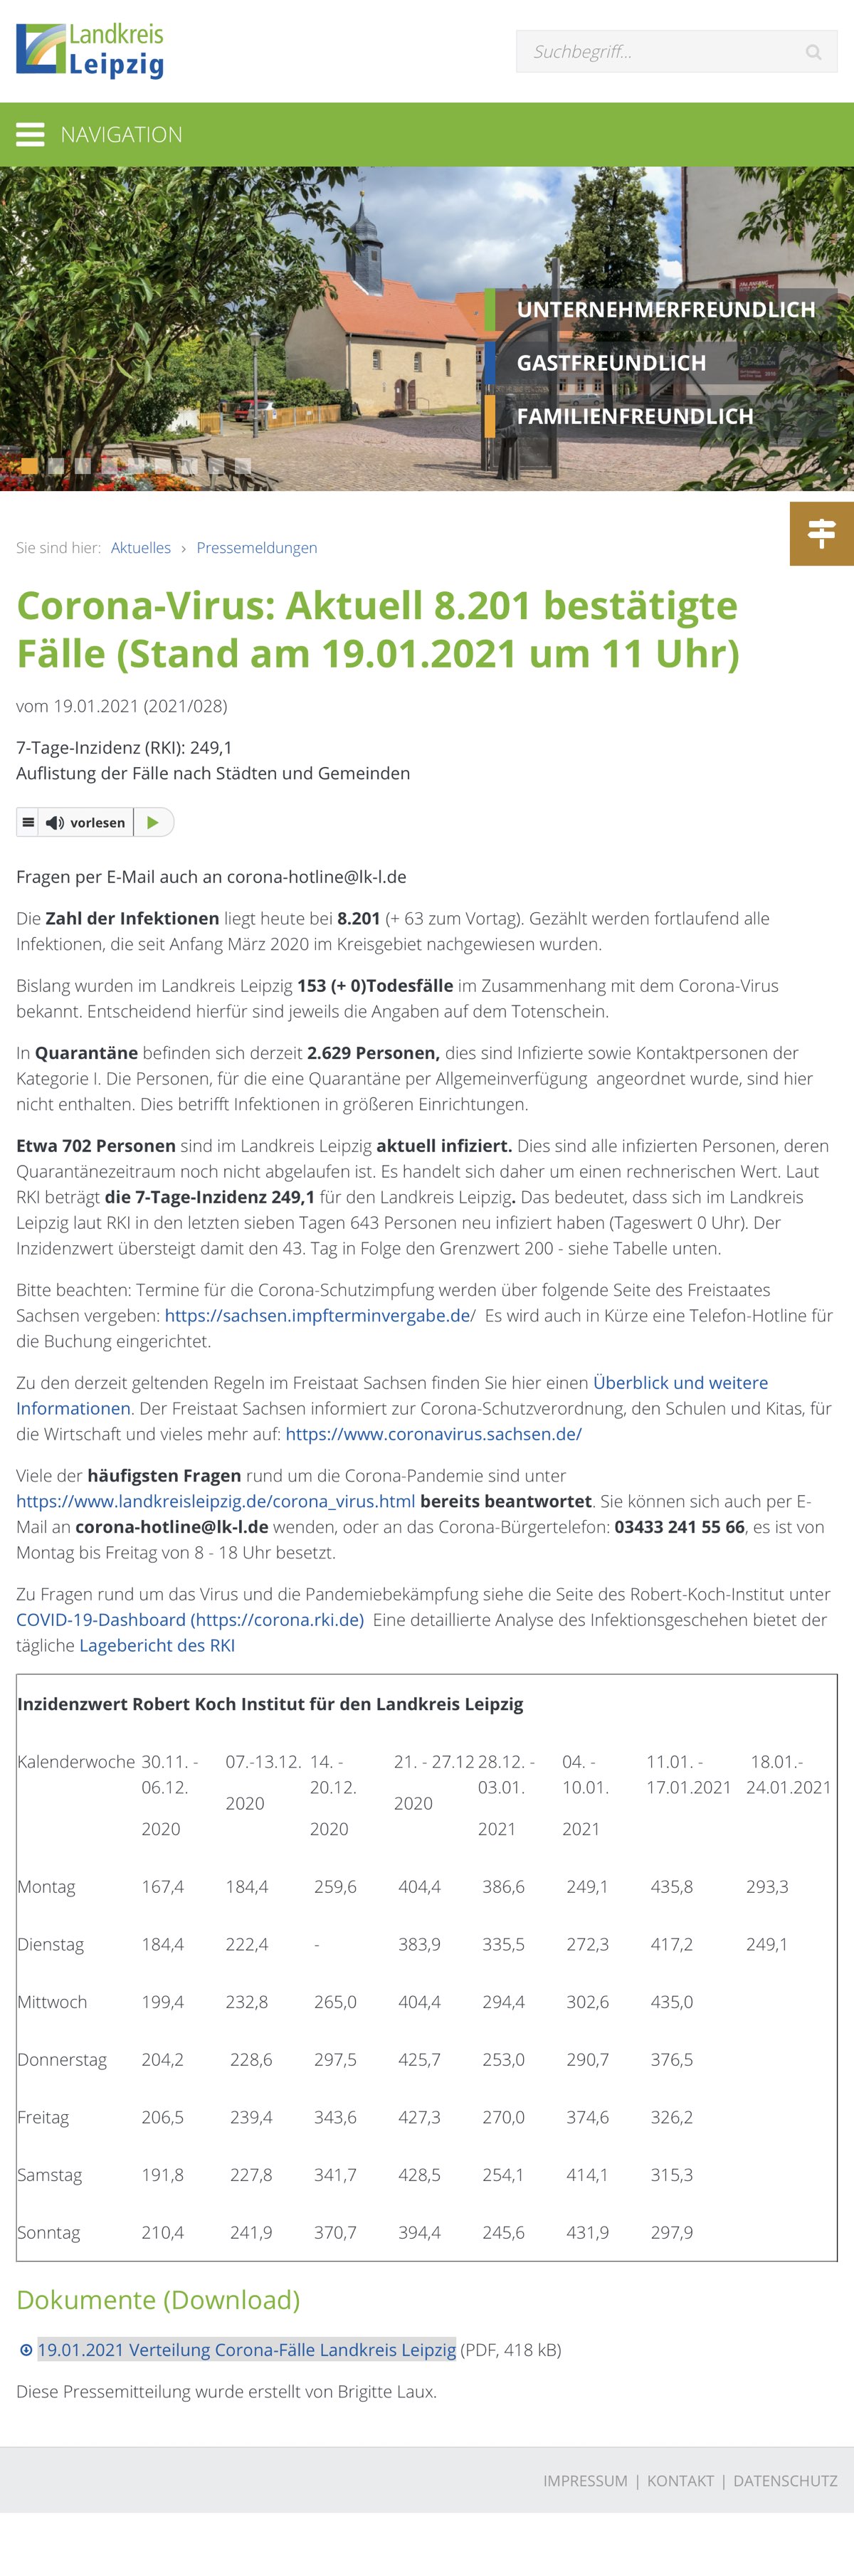 Landkreis
Leipzig
Suchbegriff...
NAVIGATION
UNTERNEHMERFREUNDLICH
GASTFREUNDLICH
FAMILIENFREUNDLICH
Sie sind hier: Aktuelles › Pressemeldungen
Corona-Virus: Aktuell 8.201 bestätigte
Fälle (Stand am 19.01.2021 um 11 Uhr)
vom 19.01.2021 (2021/028)
7-Tage-Inzidenz (RKI): 249,1
Auflistung der Fälle nach Städten und Gemeinden
vorlesen
Fragen per E-Mail auch an corona-hotline@lk-l.de
Die Zahl der Infektionen liegt heute bei 8.201 (+ 63 zum Vortag). Gezählt werden fortlaufend alle
Infektionen, die seit Anfang März 2020 im Kreisgebiet nachgewiesen wurden.
Bislang wurden im Landkreis Leipzig 153 (+ 0)Todesfälle im Zusammenhang mit dem Corona-Virus
bekannt. Entscheidend hierfür sind jeweils die Angaben auf dem Totenschein.
In Quarantäne befinden sich derzeit 2.629 Personen, dies sind Infizierte sowie Kontaktpersonen der
Kategorie I. Die Personen, für die eine Quarantäne per Allgemeinverfügung angeordnet wurde, sind hier
nicht enthalten. Dies betrifft Infektionen in größeren Einrichtungen.
Etwa 702 Personen sind im Landkreis Leipzig aktuell infiziert. Dies sind alle infizierten Personen, deren
Quarantänezeitraum noch nicht abgelaufen ist. Es handelt sich daher um einen rechnerischen Wert. Laut
RKI beträgt die 7-Tage-Inzidenz 249,1 für den Landkreis Leipzig. Das bedeutet, dass sich im Landkreis
Leipzig laut RKI in den letzten sieben Tagen 643 Personen neu infiziert haben (Tageswert 0 Uhr). Der
Inzidenzwert übersteigt damit den 43. Tag in Folge den Grenzwert 200 - siehe Tabelle unten.
Bitte beachten: Termine für die Corona-Schutzimpfung werden über folgende Seite des Freistaates
Sachsen vergeben: https://sachsen.impfterminvergabe.de/ Es wird auch in Kürze eine Telefon-Hotline für
die Buchung eingerichtet.
Zu den derzeit geltenden Regeln im Freistaat Sachsen finden Sie hier einen Überblick und weitere
Informationen. Der Freistaat Sachsen informiert zur Corona-Schutzverordnung, den Schulen und Kitas, für
die Wirtschaft und vieles mehr auf: https://www.coronavirus.sachsen.de/
Viele der häufigsten Fragen rund um die Corona-Pandemie sind unter
https://www.landkreisleipzig.de/corona_virus.html bereits beantwortet. Sie können sich auch per E-
Mail an corona-hotline@lk-l.de wenden, oder an das Corona-Bürgertelefon: 03433 241 55 66, es ist von
Montag bis Freitag von 8 - 18 Uhr besetzt.
Zu Fragen rund um das Virus und die Pandemiebekämpfung siehe die Seite des Robert-Koch-Institut unter
COVID-19-Dashboard (https://corona.rki.de) Eine detaillierte Analyse des Infektionsgeschehen bietet der
tägliche Lagebericht des RKI
Inzidenzwert Robert Koch Institut für den Landkreis Leipzig
Kalenderwoche 30.11. - 07.-13.12. 14. - 21. - 27.12 28.12. - 04. - 11.01. - 18.01.-
06.12. 20.12. 03.01. 10.01. 17.01.2021 24.01.2021
2020 2020
2020 2020 2021 2021
Montag 167,4 184,4 259,6 404,4 386,6 249,1 435,8 293,3
Dienstag 184,4 222,4 - 383,9 335,5 272,3 417,2 249,1
Mittwoch 199,4 232,8 265,0 404,4 294,4 302,6 435,0
Donnerstag 204,2 228,6 297,5 425,7 253,0 290,7 376,5
Freitag 206,5 239,4 343,6 427,3 270,0 374,6 326,2
Samstag 191,8 227,8 341,7 428,5 254,1 414,1 315,3
Sonntag 210,4 241,9 370,7 394,4 245,6 431,9 297,9
Dokumente (Download)
19.01.2021 Verteilung Corona-Fälle Landkreis Leipzig (PDF, 418 kB)
Diese Pressemitteilung wurde erstellt von Brigitte Laux.
IMPRESSUM | KONTAKT | DATENSCHUTZ